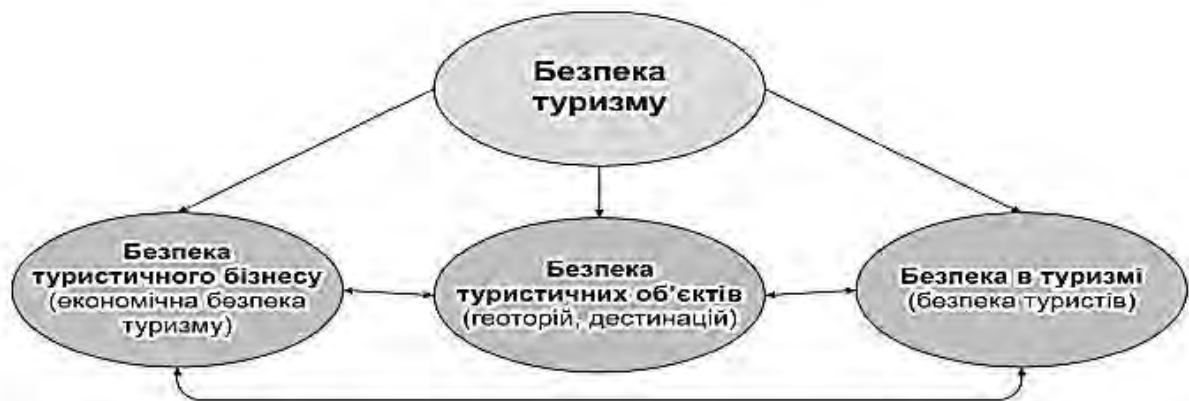 Безпека
туризму
Безпека
туристичного бізнесу
(економічна безпека
туризму)
Безпека
туристичних об’єктів
(геоторій, дестинацій)
Безпека в туризмі
(безпека туристів)